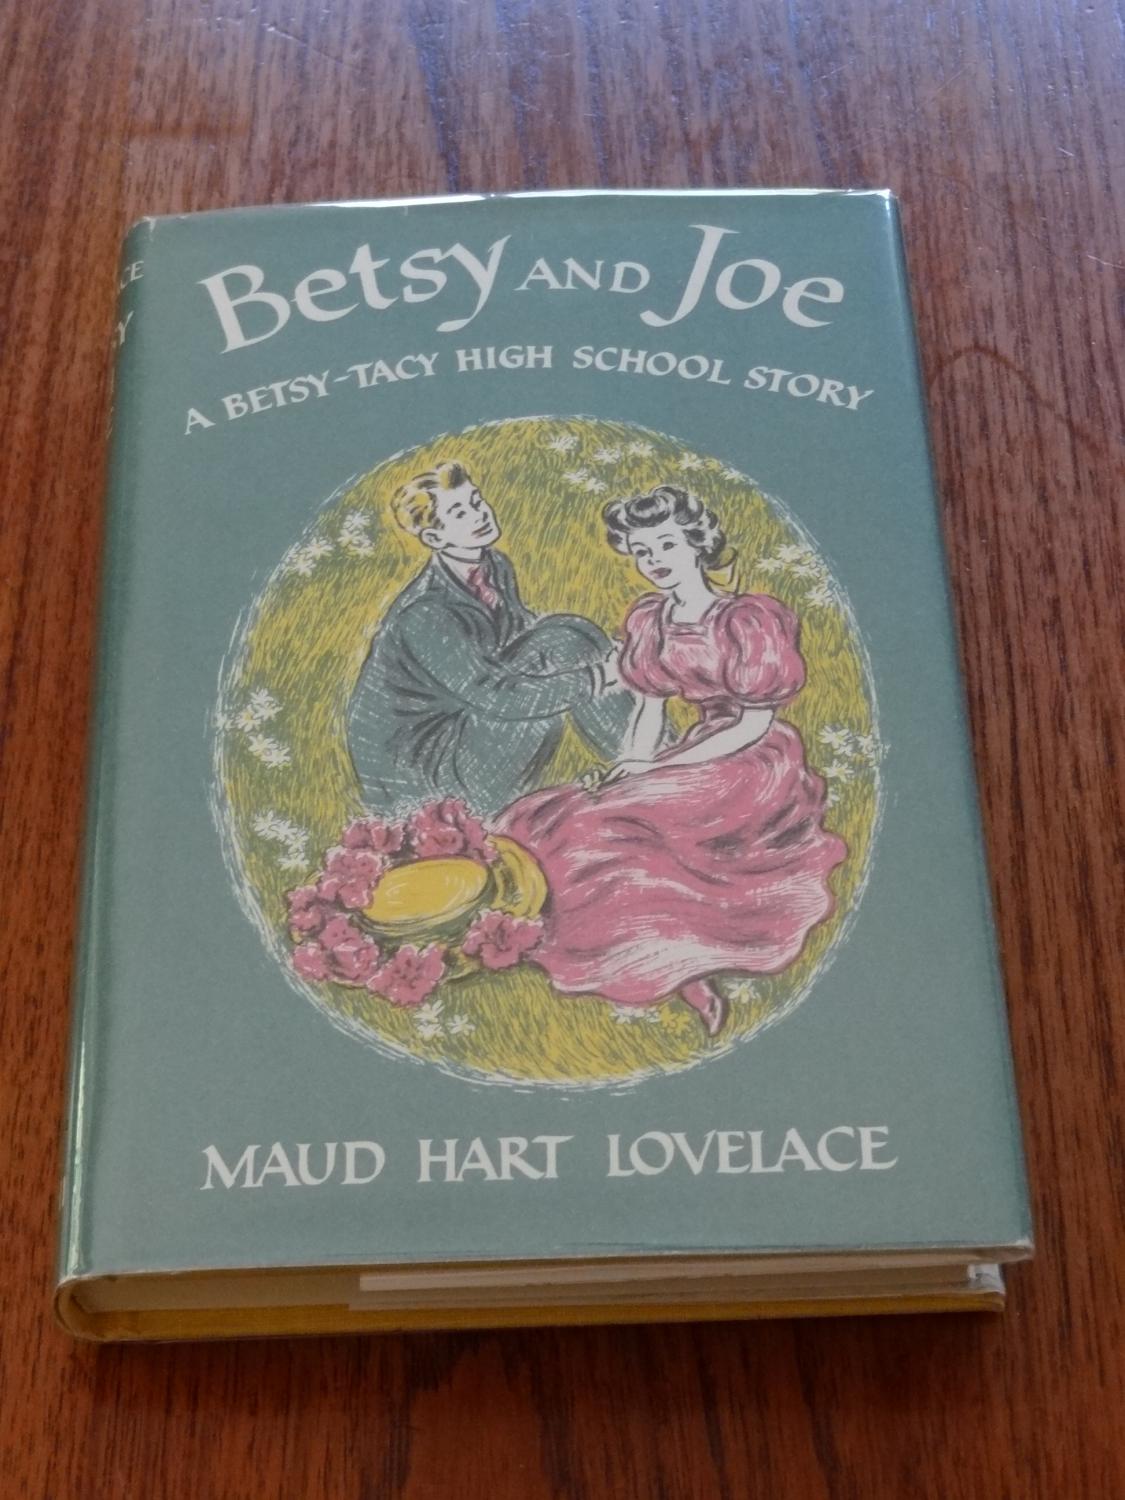 Betsy AND Joe
A BETSY-TACY HIGH SCHOOL STORY
MAUD HART LOVELACE